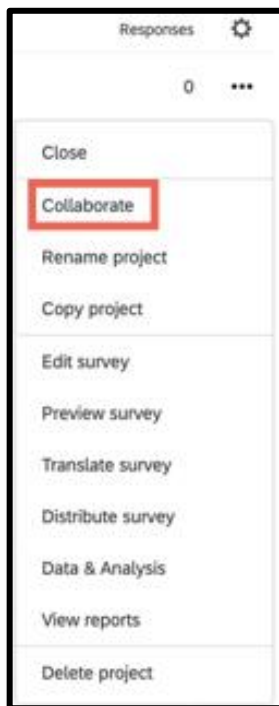 Responses
0 •••
Close
Collaborate
Rename project
Copy project
Edit survey
Preview survey
Translate survey
Distribute survey
Data & Analysis
View reports
Delete project